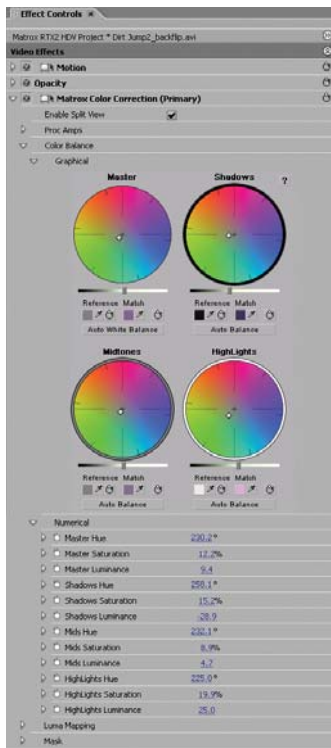 Effect Controls ×
Matrox RTX2 HDV Project * Dirt Jump2_backflip.avi
Video Effects
Motion
Opacity
Matrox Color Correction (Primary)
Enable Split View
Proc Amps
Color Balance
Graphical
Master Shadows ?
Reference Match Reference Match
Auto White Balance Auto Balance
Midtones HighLights
Reference Match Reference Match
Auto Balance Auto Balance
Numerical
Master Hue 230.2°
Master Saturation 12.2%
Master Luminance 9.4
Shadows Hue 258.1°
Shadows Saturation 15.2%
Shadows Luminance -28.9
Mids Hue 232.1°
Mids Saturation 8.9%
Mids Luminance 4.7
HighLights Hue 225.0°
HighLights Saturation 19.9%
HighLights Luminance 25.0
Luma Mapping
Mask